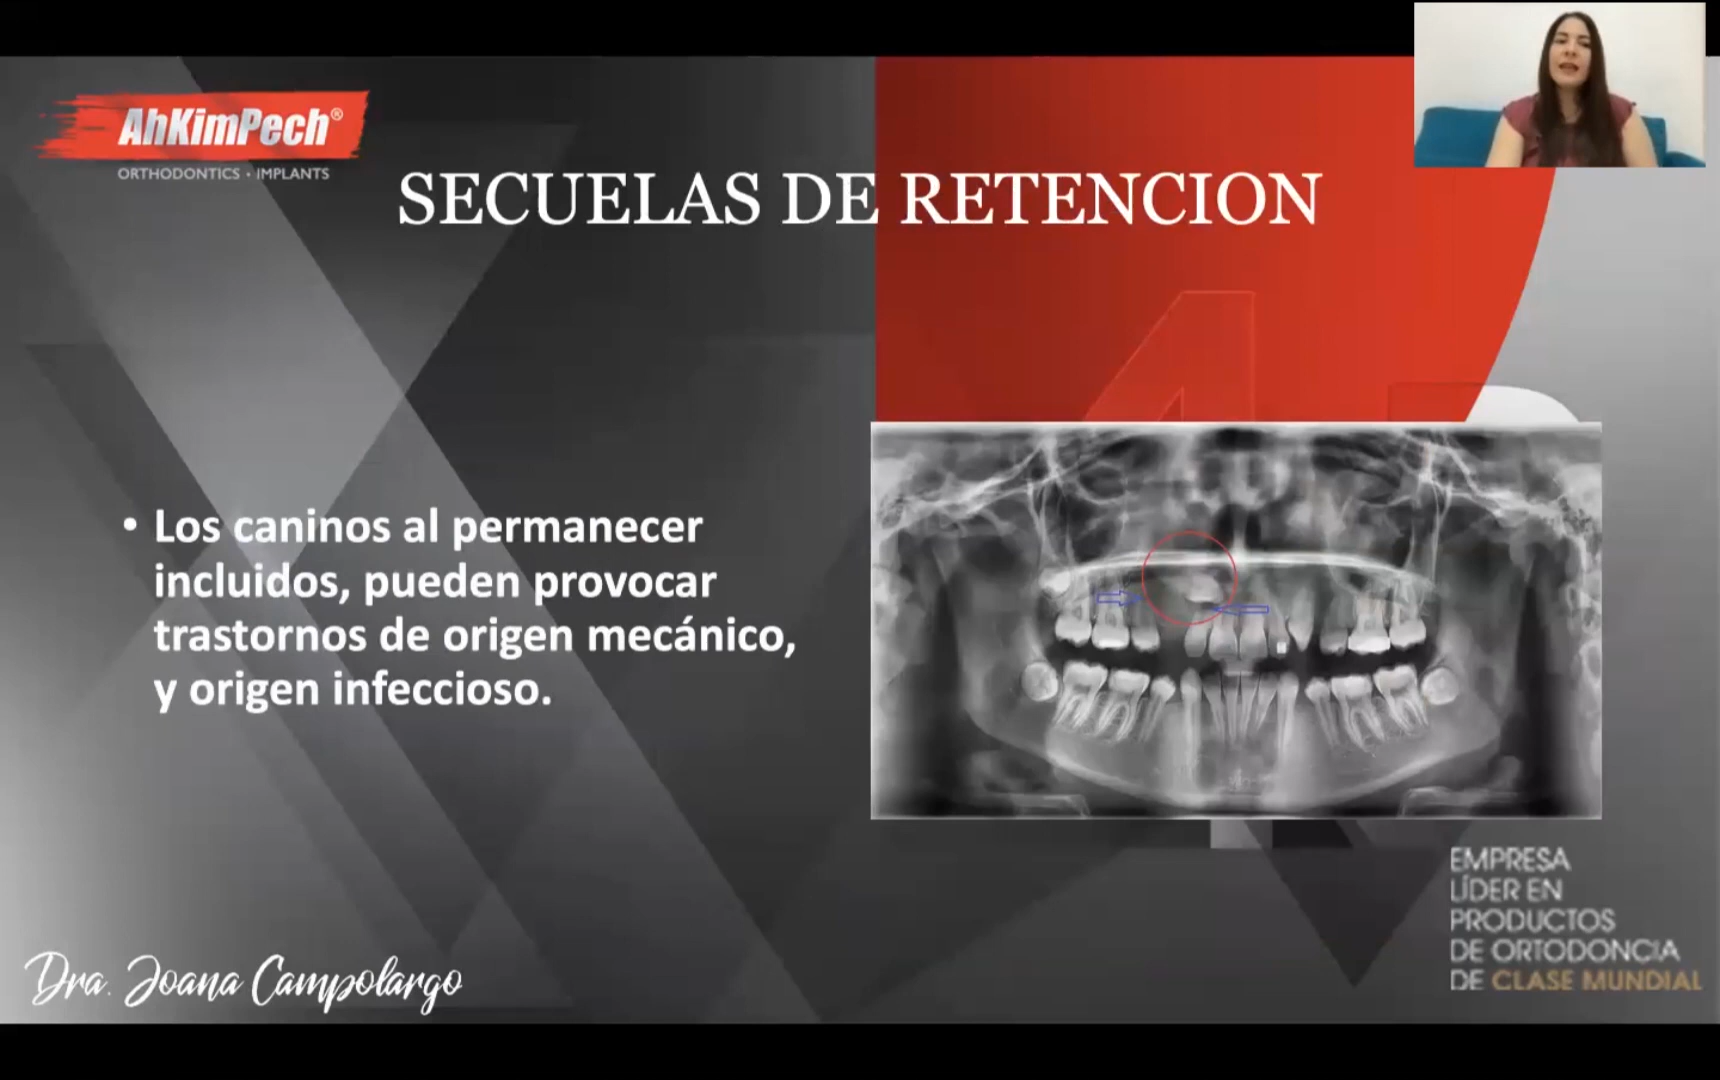 AhKimPech®
ORTHODONTICS • IMPLANTS
SECUELAS DE RETENCION
• Los caninos al permanecer
incluidos, pueden provocar
trastornos de origen mecánico,
y origen infeccioso.
EMPRESA
LÍDER EN
PRODUCTOS
DE ORTODONCIA
DE CLASE MUNDIAL
Dra. Joana Campolargo